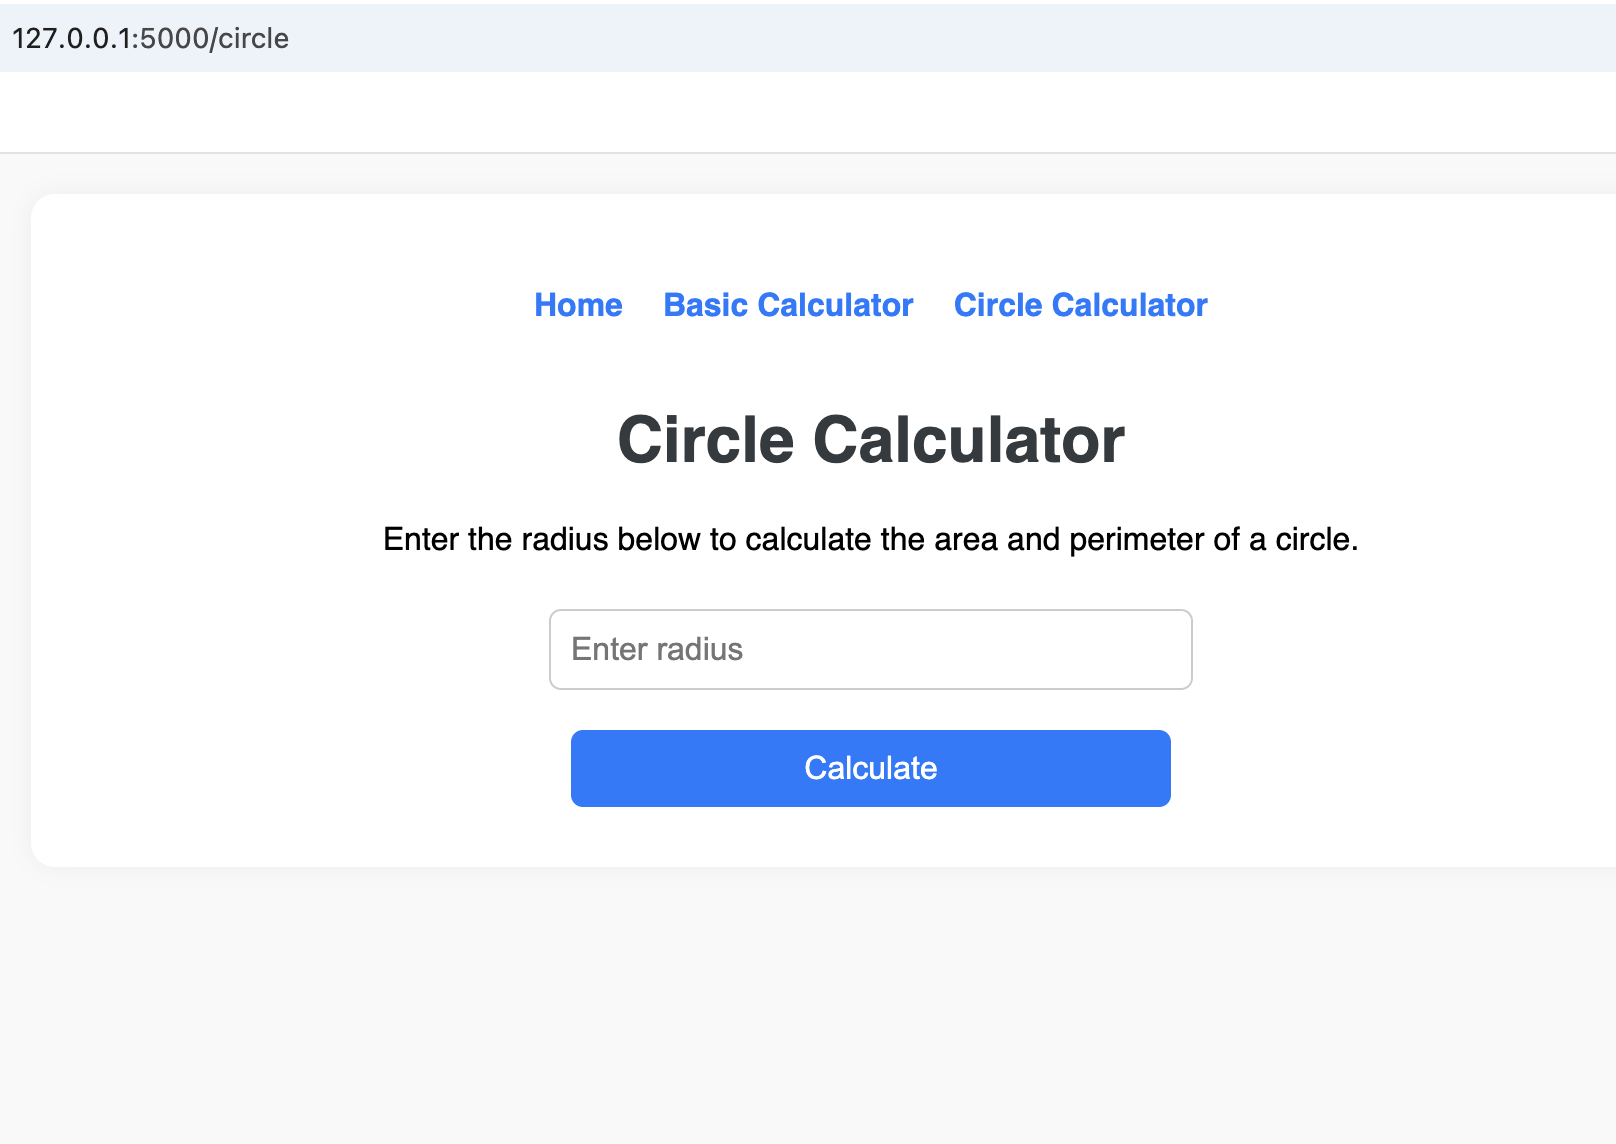 127.0.0.1:5000/circle
Home Basic Calculator Circle Calculator
Circle Calculator
Enter the radius below to calculate the area and perimeter of a circle.
Enter radius
Calculate